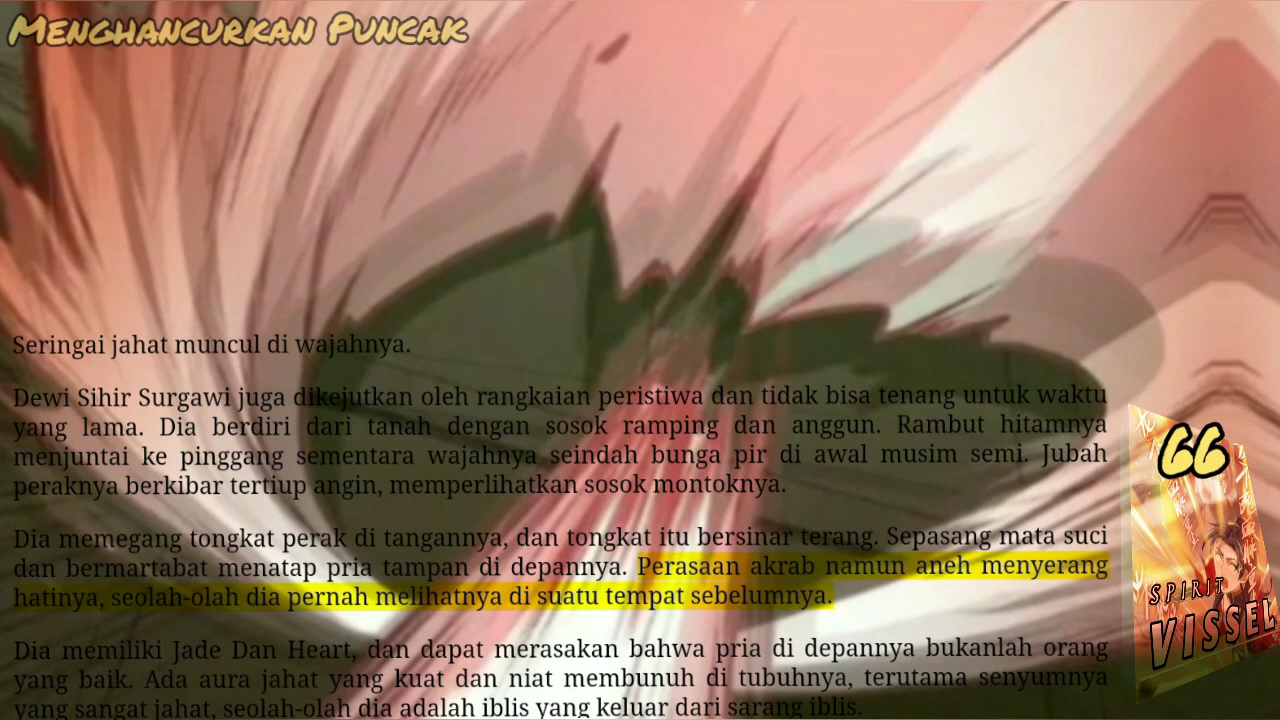 Menghancurkan Puncak
Seringai jahat muncul di wajahnya.
Dewi Sihir Surgawi juga dikejutkan oleh rangkaian peristiwa dan tidak bisa tenang untuk waktu
yang lama. Dia berdiri dari tanah dengan sosok ramping dan anggun. Rambut hitamnya
menjuntai ke pinggang sementara wajahnya seindah bunga pir di awal musim semi. Jubah
peraknya berkibar tertiup angin, memperlihatkan sosok montoknya.
Dia memegang tongkat perak di tangannya, dan tongkat itu bersinar terang. Sepasang mata suci
dan bermartabat menatap pria tampan di depannya. Perasaan akrab namun aneh menyerang
hatinya, seolah-olah dia pernah melihatnya di suatu tempat sebelumnya.
Dia memiliki Jade Dan Heart, dan dapat merasakan bahwa pria di depannya bukanlah orang
yang baik. Ada aura jahat yang kuat dan niat membunuh di tubuhnya, terutama senyumnya
yang sangat jahat, seolah-olah dia adalah iblis yang keluar dari sarang iblis.
66
SPIRIT
VISSEL